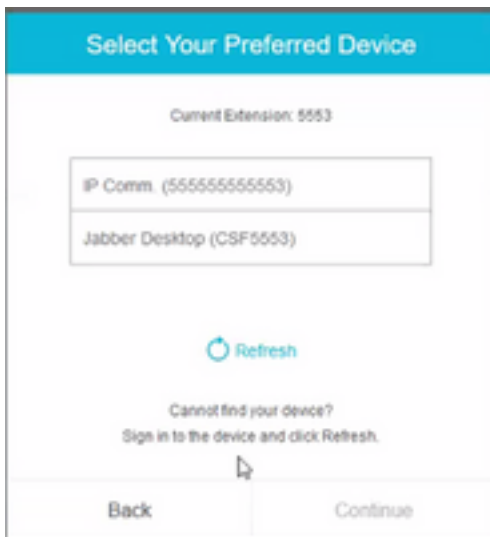 Select Your Preferred Device
Current Extension: 5553
IP Comm. (555555555553)
Jabber Desktop (CSF5553)
Refresh
Cannot find your device?
Sign in to the device and click Refresh.
Back
Continue